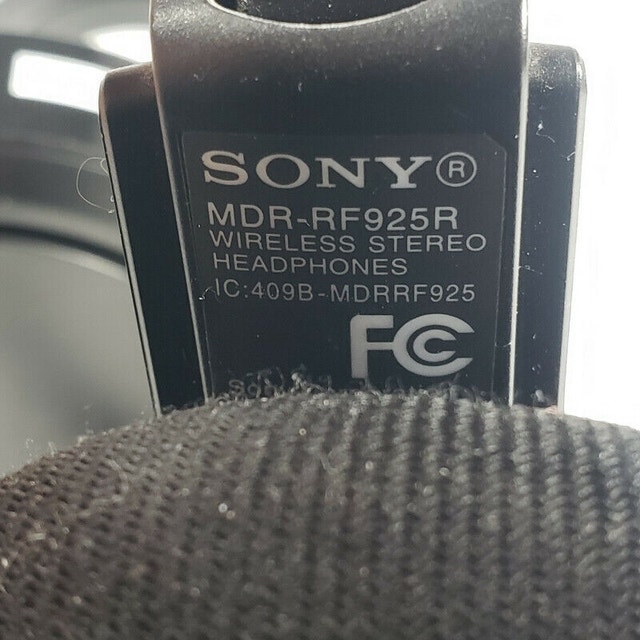 SONY®
MDR-RF925R
WIRELESS STEREO
HEADPHONES
IC:409B-MDRRF925
FC